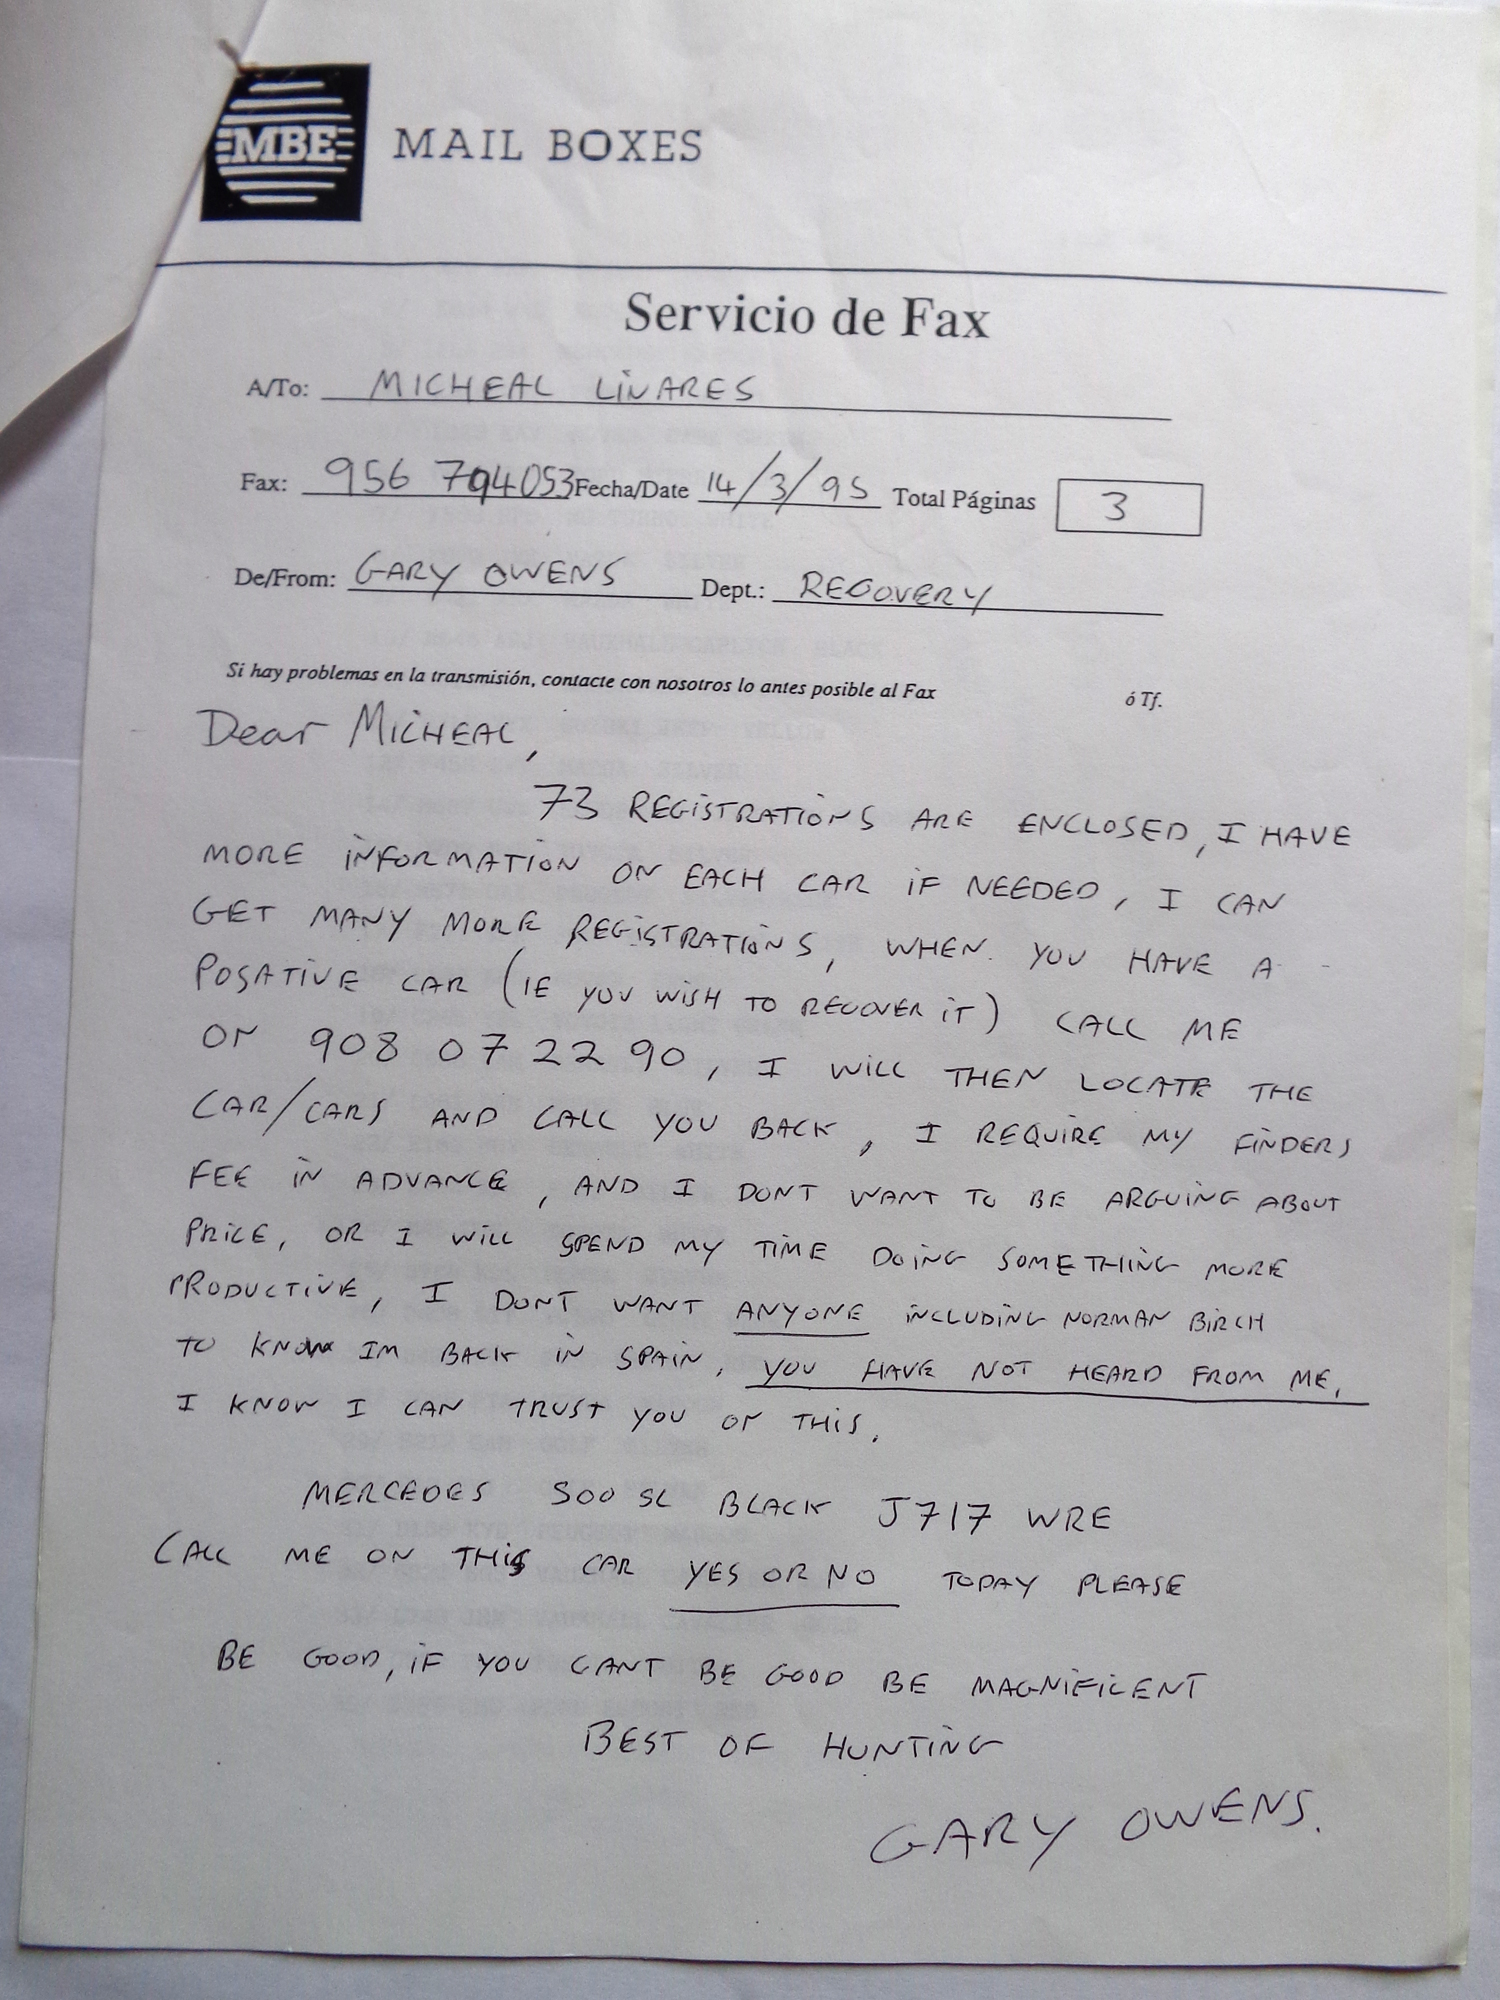 MBE MAIL BOXES
Servicio de Fax
A/To: MICHEAL LINARES
Fax: 956 794053 Fecha/Date 14/3/95 Total Páginas 3
De/From: GARY OWENS Dept.: RECOVERY
Si hay problemas en la transmisión, contacte con nosotros lo antes posible al Fax ó Tf.
Dear MICHEAL,
73 REGISTRATIONS ARE ENCLOSED, I HAVE
MORE INFORMATION ON EACH CAR IF NEEDED, I CAN
GET MANY MORE REGISTRATIONS, WHEN YOU HAVE A
POSATIVE CAR (IE YOU WISH TO RECOVER IT) CALL ME
ON 908 07 22 90, I WILL THEN LOCATE THE
CAR/CARS AND CALL YOU BACK, I REQUIRE MY FINDERS
FEE IN ADVANCE, AND I DONT WANT TO BE ARGUING ABOUT
PRICE, OR I WILL SPEND MY TIME DOING SOMETHING MORE
PRODUCTIVE, I DONT WANT ANYONE INCLUDING NORMAN BIRCH
TO KNOW IM BACK IN SPAIN, YOU HAVE NOT HEARD FROM ME,
I KNOW I CAN TRUST YOU ON THIS.
MERCEDES 500 SL BLACK J717 WRE
CALL ME ON THIS CAR YES OR NO TODAY PLEASE
BE GOOD, IF YOU CANT BE GOOD BE MAGNIFICENT
BEST OF HUNTING
GARY OWENS.